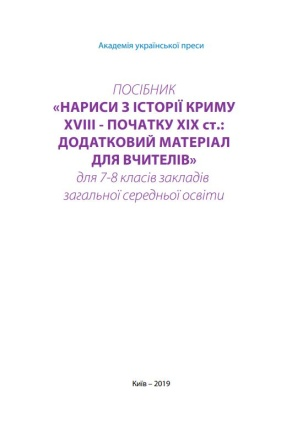 Академія української преси
ПОСІБНИК
«НАРИСИ З ІСТОРІЇ КРИМУ
XVIII - ПОЧАТКУ XIX ст.:
ДОДАТКОВИЙ МАТЕРІАЛ
ДЛЯ ВЧИТЕЛІВ»
для 7-8 класів закладів
загальної середньої освіти
Київ – 2019